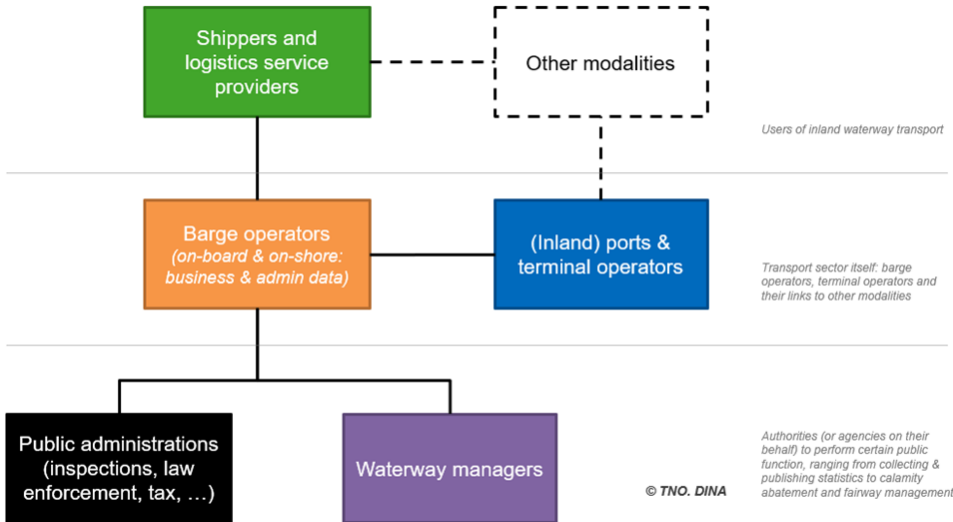 Shippers and
logistics service
providers
Other modalities
Users of inland waterway transport
Barge operators
(on-board & on-shore:
business & admin data)
(Inland) ports &
terminal operators
Transport sector itself: barge
operators, terminal operators and
their links to other modalities
Public administrations
(inspections, law
enforcement, tax, …)
Waterway managers
© TNO. DINA
Authorities (or agencies on their
behalf) to perform certain public
function, ranging from collecting &
publishing statistics to calamity
abatement and fairway management